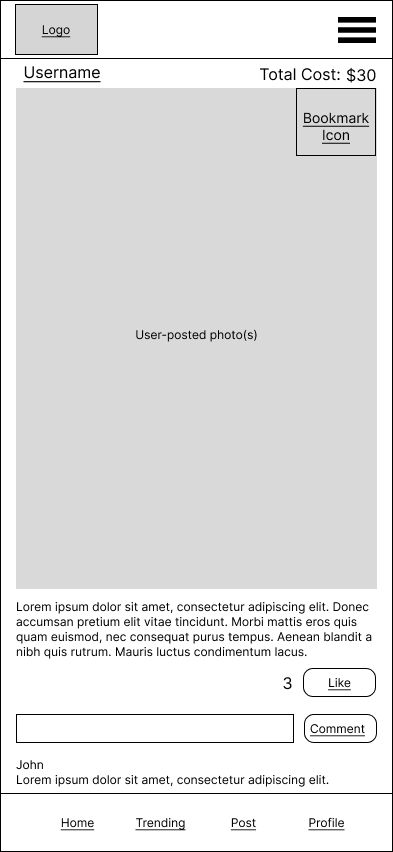 Logo
Username
Total Cost: $30
Bookmark
Icon
User-posted photo(s)
Lorem ipsum dolor sit amet, consectetur adipiscing elit. Donec
accumsan pretium elit vitae tincidunt. Morbi mattis eros quis
quam euismod, nec consequat purus tempus. Aenean blandit a
nibh quis rutrum. Mauris luctus condimentum lacus.
3
Like
Comment
John
Lorem ipsum dolor sit amet, consectetur adipiscing elit.
Home
Trending
Post
Profile